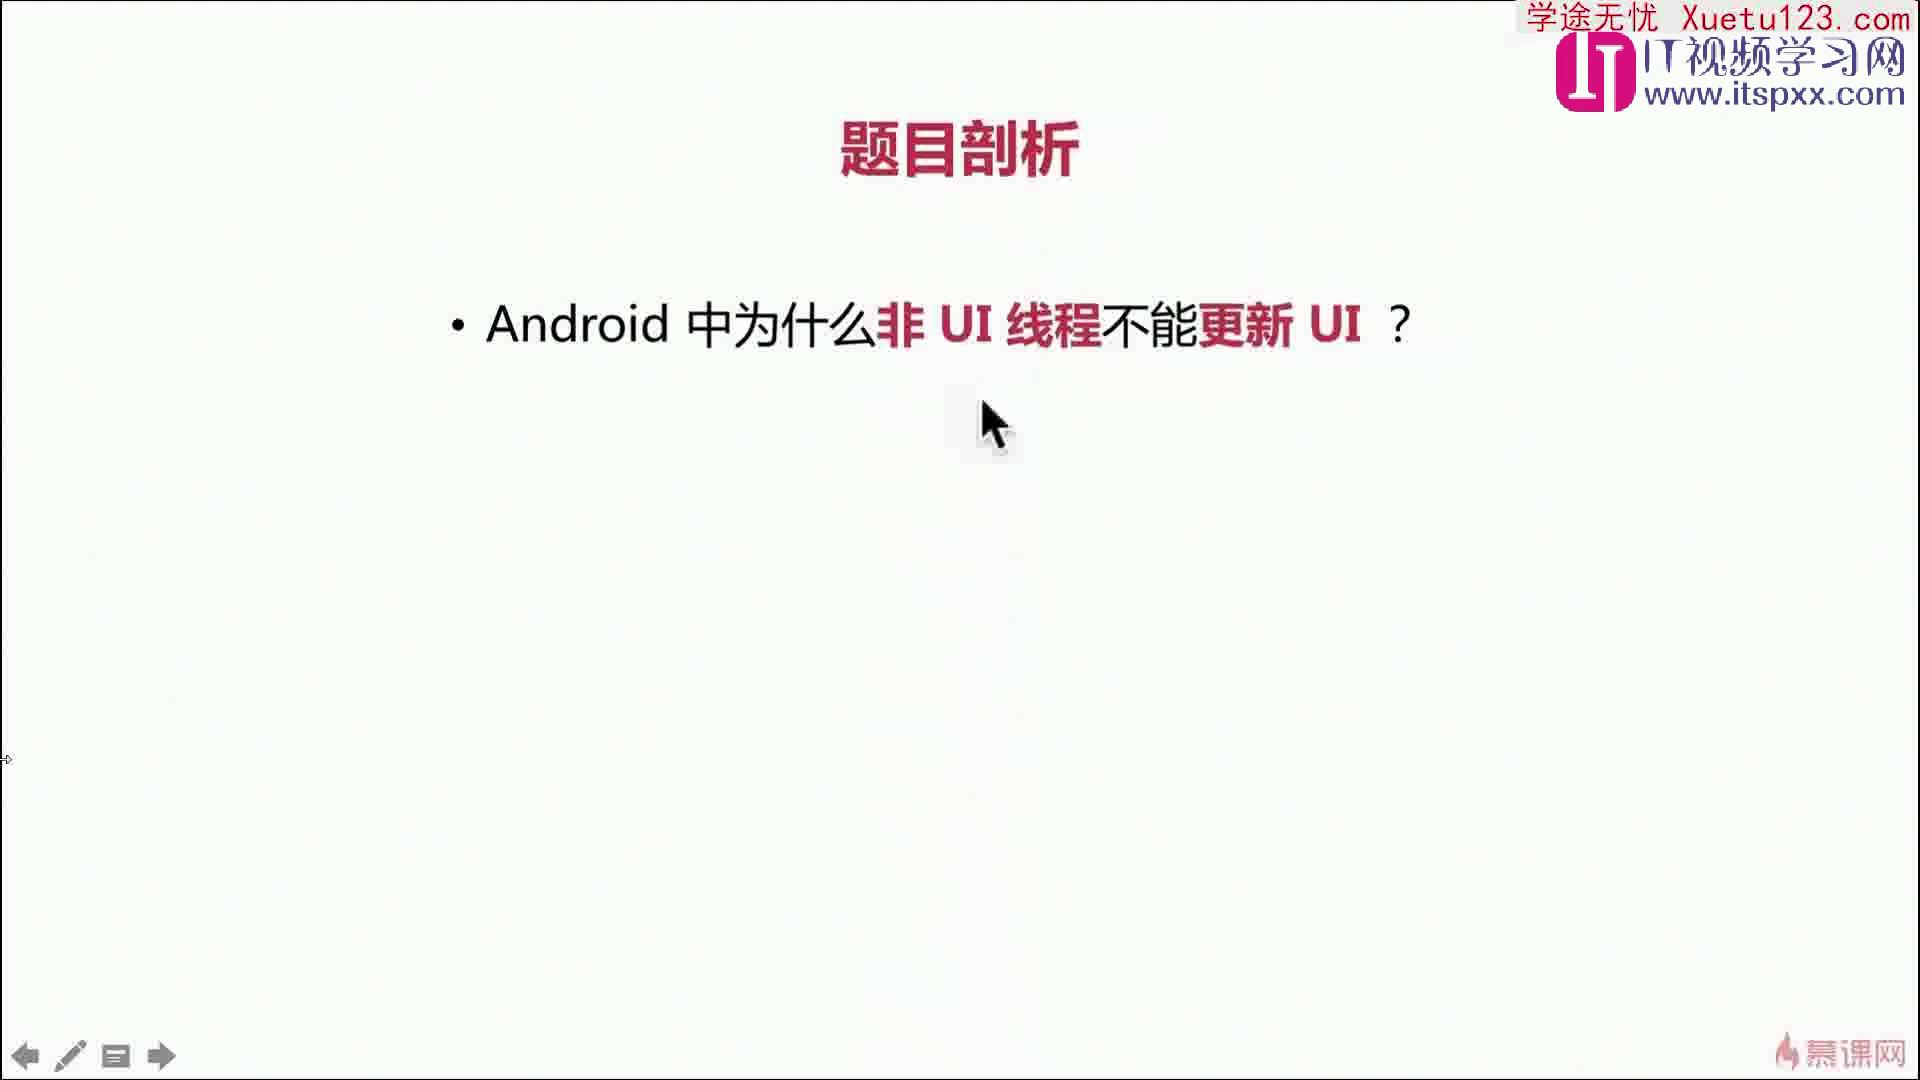 学途无忧 Xuetu123.com
IT视频学习网
www.itspxx.com
题目剖析
• Android 中为什么非 UI 线程不能更新 UI ？
慕课网